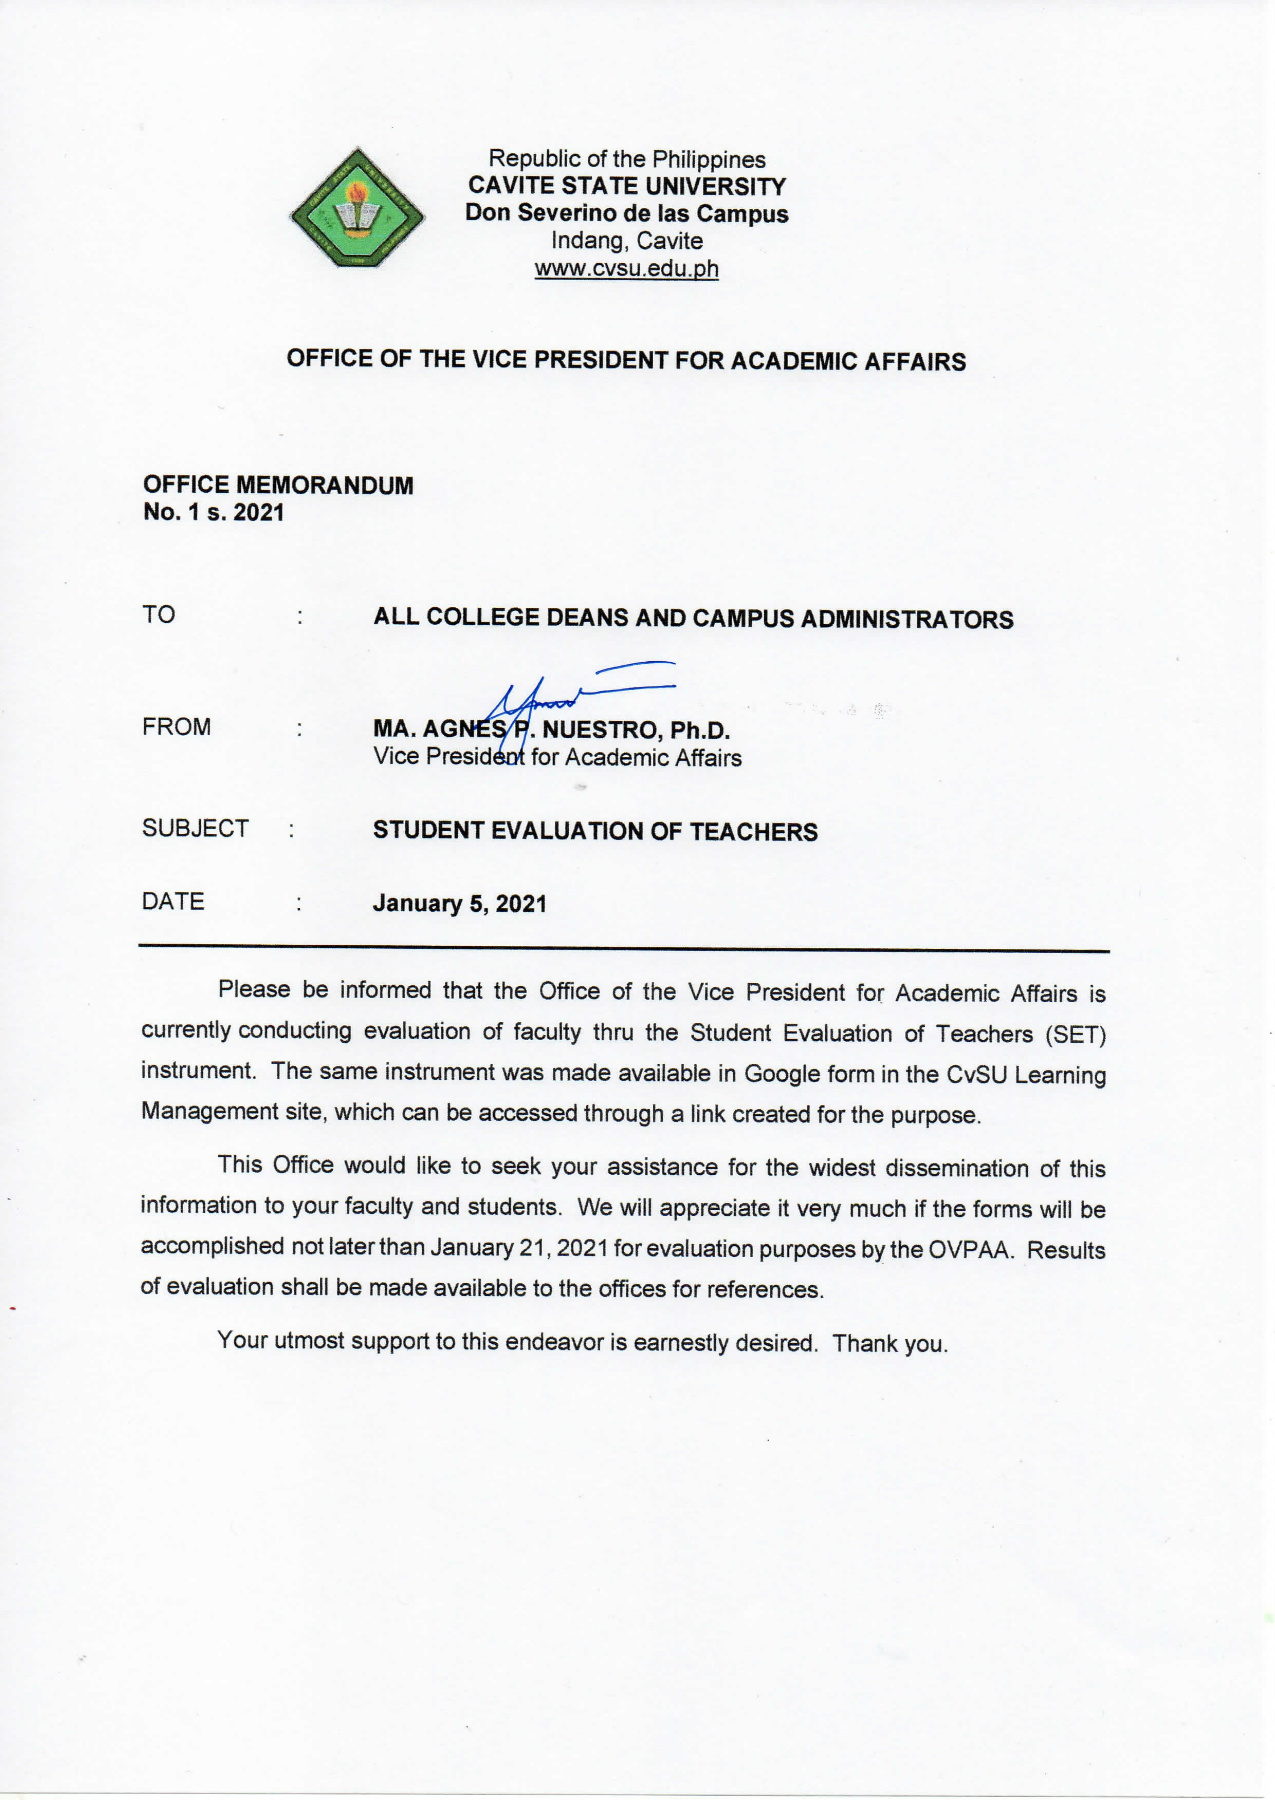 Republic of the Philippines
CAVITE STATE UNIVERSITY
Don Severino de las Campus
Indang, Cavite
www.cvsu.edu.ph
OFFICE OF THE VICE PRESIDENT FOR ACADEMIC AFFAIRS
OFFICE MEMORANDUM
No. 1 s. 2021
TO : ALL COLLEGE DEANS AND CAMPUS ADMINISTRATORS
FROM : MA. AGNES P. NUESTRO, Ph.D.
Vice President for Academic Affairs
SUBJECT : STUDENT EVALUATION OF TEACHERS
DATE : January 5, 2021
Please be informed that the Office of the Vice President for Academic Affairs is
currently conducting evaluation of faculty thru the Student Evaluation of Teachers (SET)
instrument. The same instrument was made available in Google form in the CvSU Learning
Management site, which can be accessed through a link created for the purpose.
This Office would like to seek your assistance for the widest dissemination of this
information to your faculty and students. We will appreciate it very much if the forms will be
accomplished not later than January 21, 2021 for evaluation purposes by the OVPAA. Results
of evaluation shall be made available to the offices for references.
Your utmost support to this endeavor is earnestly desired. Thank you.